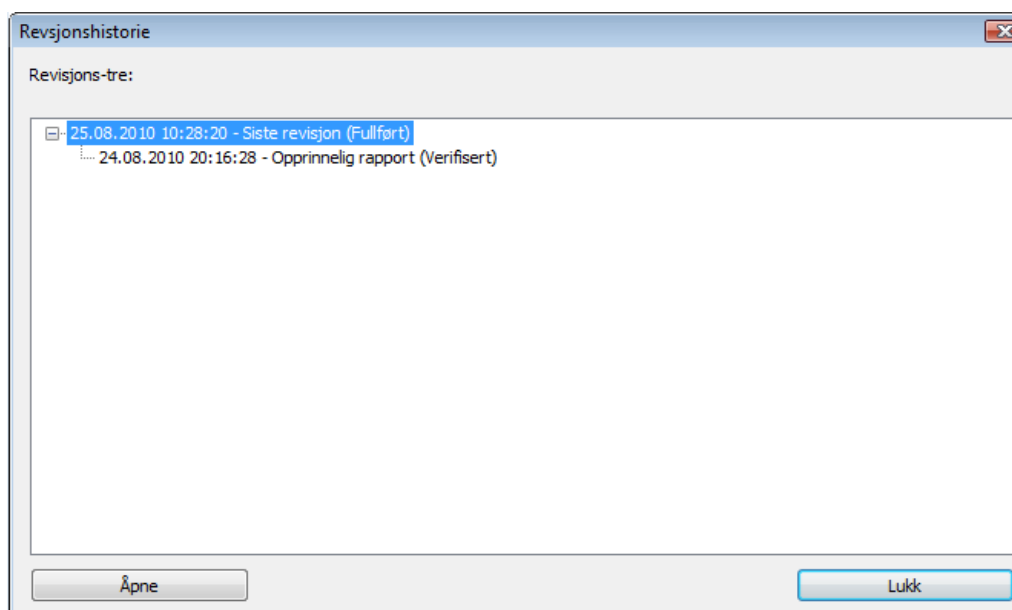 Revsjonshistorie
Revisjons-tre:
25.08.2010 10:28:20 - Siste revisjon (Fullført)
24.08.2010 20:16:28 - Opprinnelig rapport (Verifisert)
Åpne Lukk